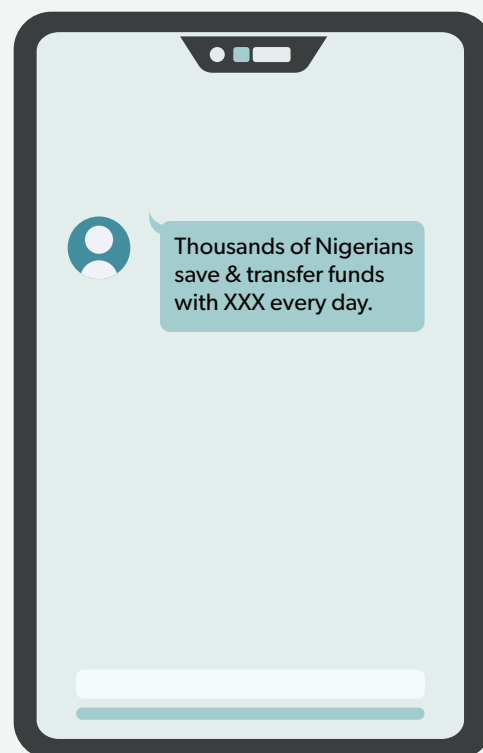 Thousands of Nigerians
save & transfer funds
with XXX every day.